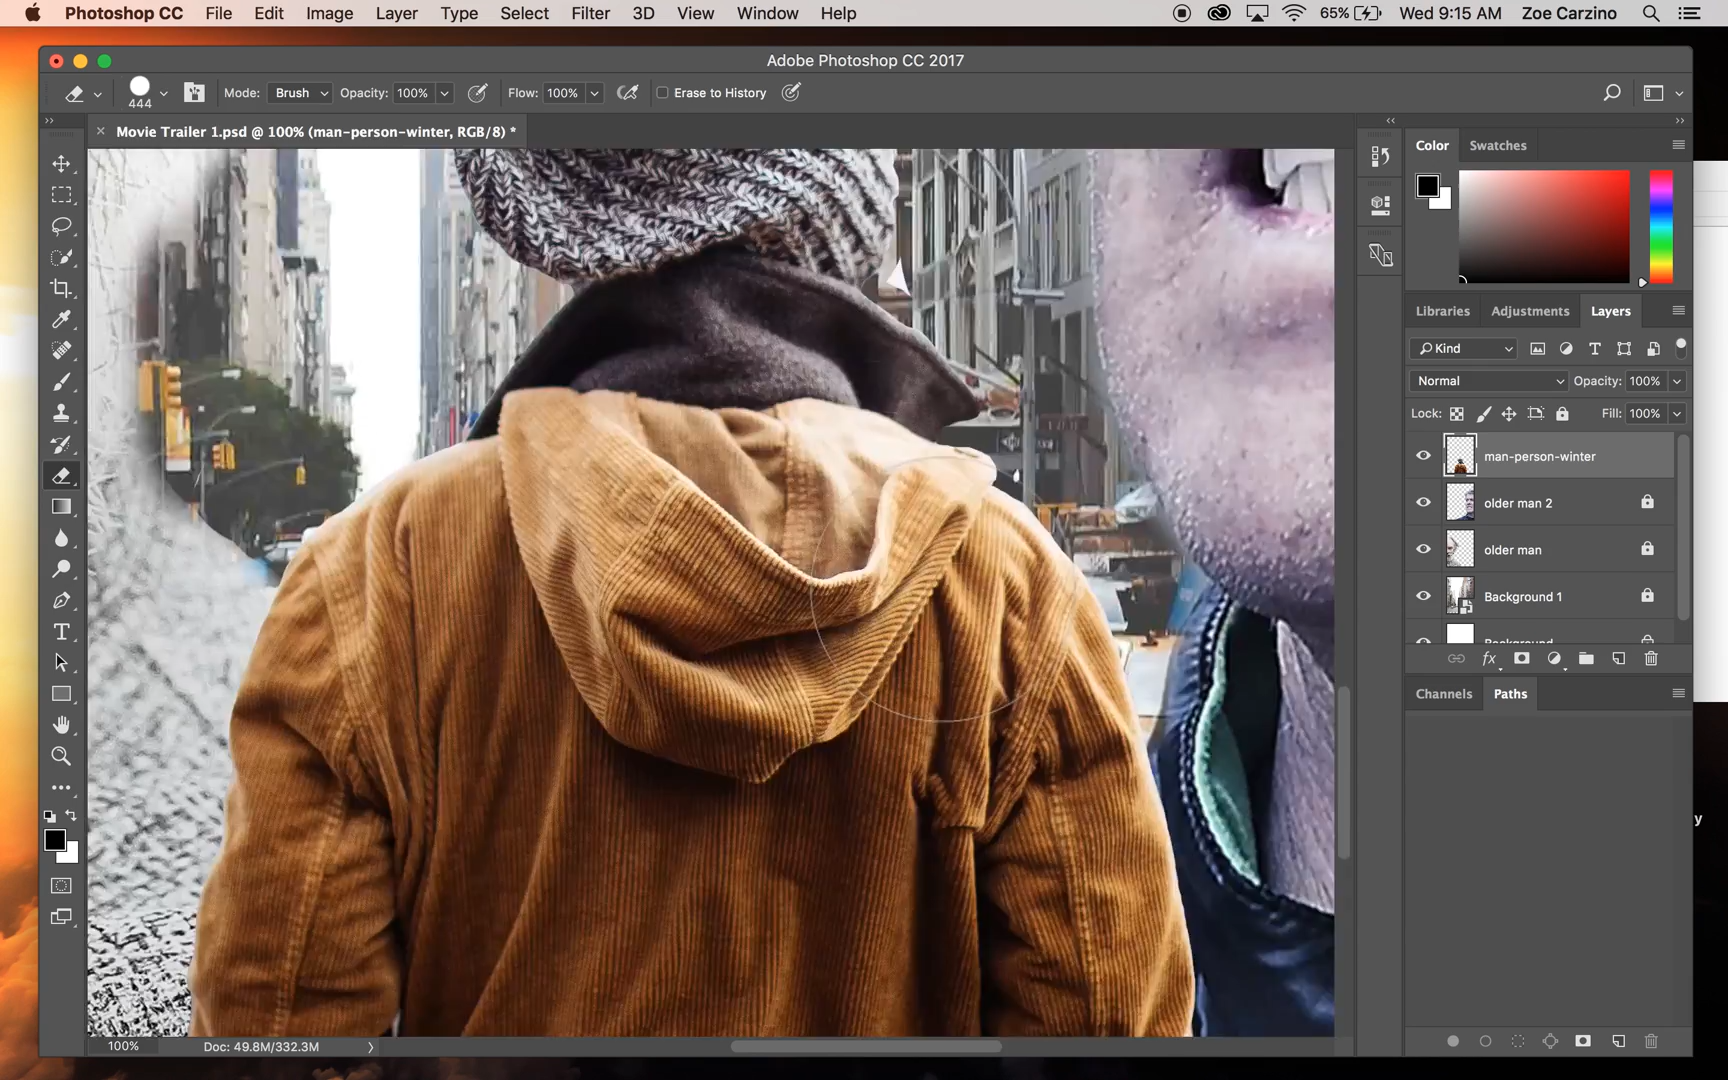 Photoshop CC File Edit Image Layer Type Select Filter 3D View Window Help 65% Wed 9:15 AM Zoe Carzino
Adobe Photoshop CC 2017
444 Mode: Brush Opacity: 100% Flow: 100% Erase to History
Movie Trailer 1.psd @ 100% (man-person-winter, RGB/8) *
Color Swatches
Libraries Adjustments Layers
Kind
Normal Opacity: 100%
Lock: Fill: 100%
man-person-winter
older man 2
older man
Background 1
Background
fx
Channels Paths
y
100% Doc: 49.8M/332.3M